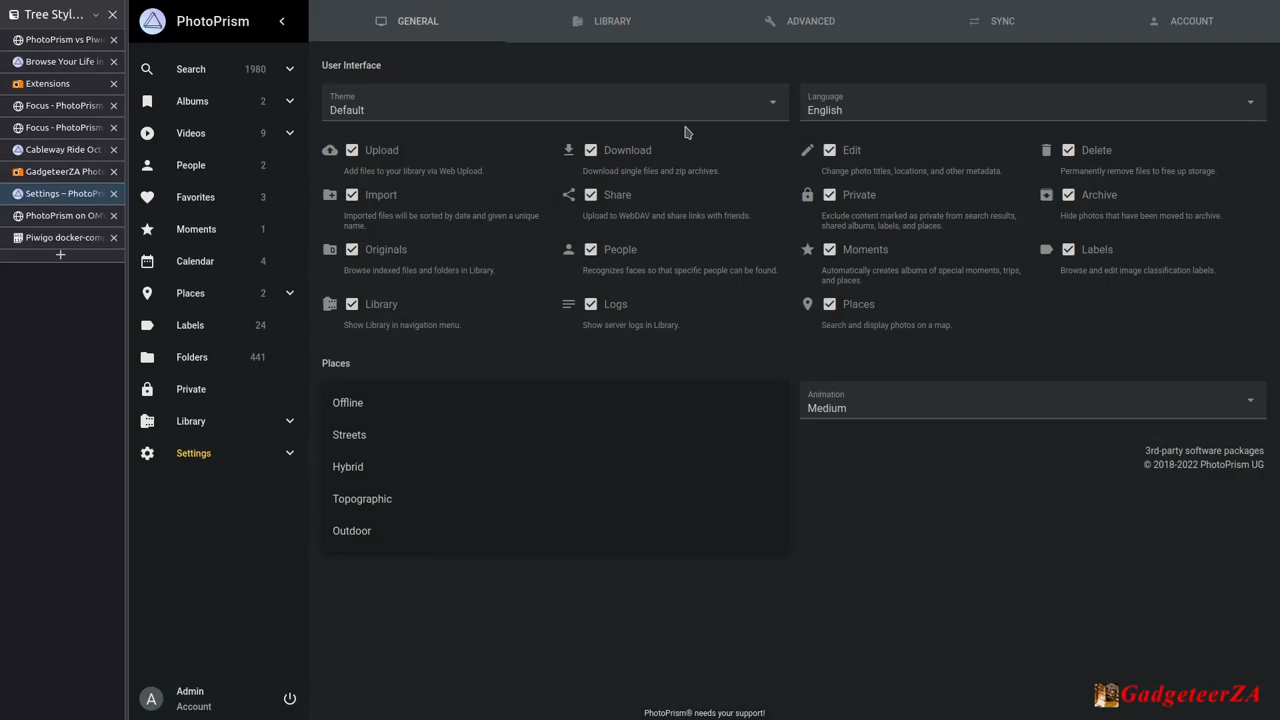 Tree Styl...
PhotoPrism vs Piwi
Browse Your Life in
Extensions
Focus - PhotoPrism
Focus - PhotoPrism
Cableway Ride Oct
GadgeteerZA Phot
Settings – PhotoPri
PhotoPrism on OMV
Piwigo docker-com
PhotoPrism
Search 1980
Albums 2
Videos 9
People 2
Favorites 3
Moments 1
Calendar 4
Places 2
Labels 24
Folders 441
Private
Library
Settings
A
Admin
Account
GENERAL
LIBRARY
ADVANCED
SYNC
ACCOUNT
User Interface
Theme
Default
Language
English
Upload
Add files to your library via Web Upload.
Download
Download single files and zip archives.
Edit
Change photo titles, locations, and other metadata.
Delete
Permanently remove files to free up storage.
Import
Imported files will be sorted by date and given a unique
name.
Share
Upload to WebDAV and share links with friends.
Private
Exclude content marked as private from search results,
shared albums, labels, and places.
Archive
Hide photos that have been moved to archive.
Originals
Browse indexed files and folders in Library.
People
Recognizes faces so that specific people can be found.
Moments
Automatically creates albums of special moments, trips,
and places.
Labels
Browse and edit image classification labels.
Library
Show Library in navigation menu.
Logs
Show server logs in Library.
Places
Search and display photos on a map.
Places
Offline
Streets
Hybrid
Topographic
Outdoor
Animation
Medium
3rd-party software packages
© 2018-2022 PhotoPrism UG
GadgeteerZA
PhotoPrism® needs your support!